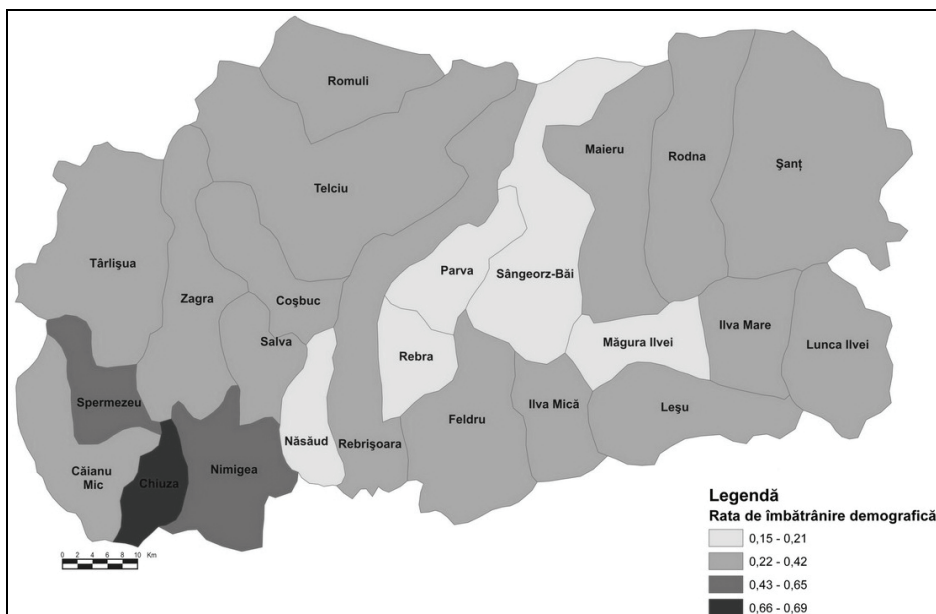 Romuli
Maieru
Rodna
Şanţ
Telciu
Târlişua
Parva
Sângeorz-Băi
Zagra
Coşbuc
Salva
Rebra
Măgura Ilvei
Ilva Mare
Lunca Ilvei
Spermezeu
Năsăud
Rebrişoara
Feldru
Ilva Mică
Leşu
Căianu
Mic
Chiuza
Nimigea
0 2 4 6 8 10 Km
Legendă
Rata de îmbătrânire demografică
0,15 - 0,21
0,22 - 0,42
0,43 - 0,65
0,66 - 0,69